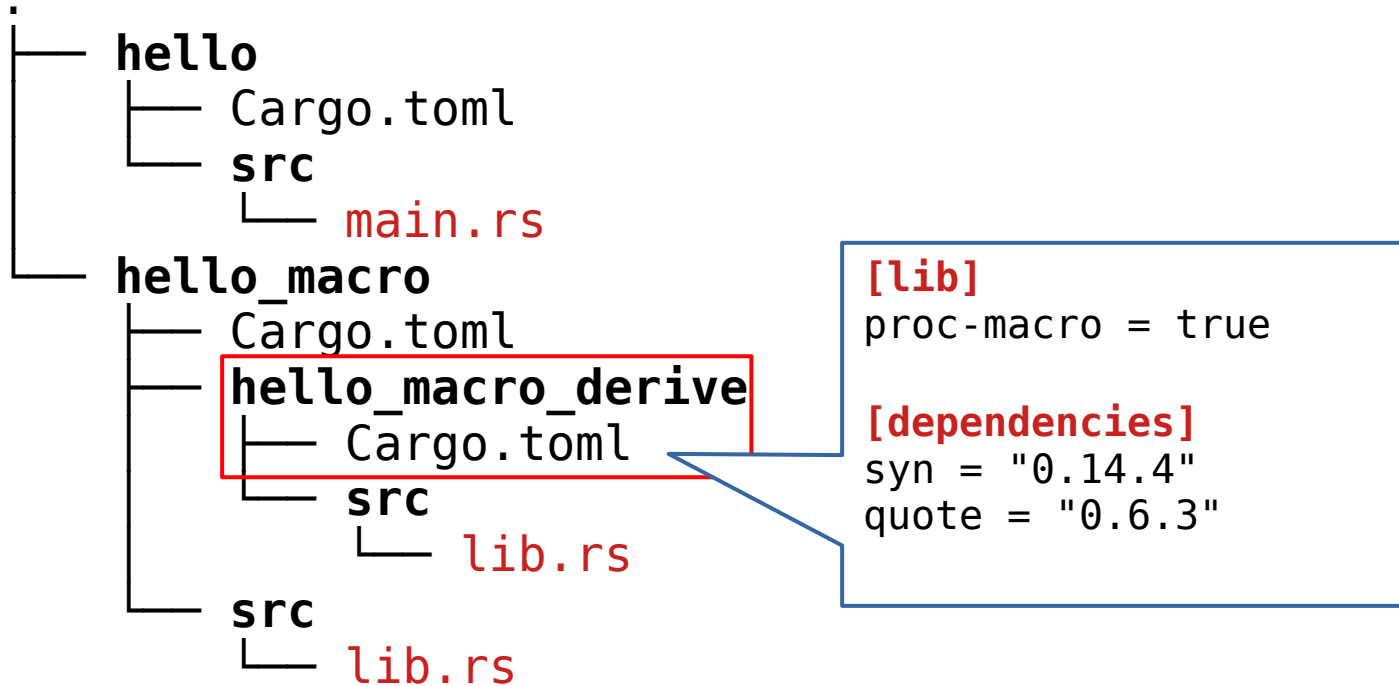 .
├── hello
│   ├── Cargo.toml
│   └── src
│       └── main.rs
└── hello_macro
    ├── Cargo.toml
    ├── hello_macro_derive
    │   ├── Cargo.toml
    │   └── src
    │       └── lib.rs
    └── src
        └── lib.rs
[lib]
proc-macro = true
[dependencies]
syn = "0.14.4"
quote = "0.6.3"